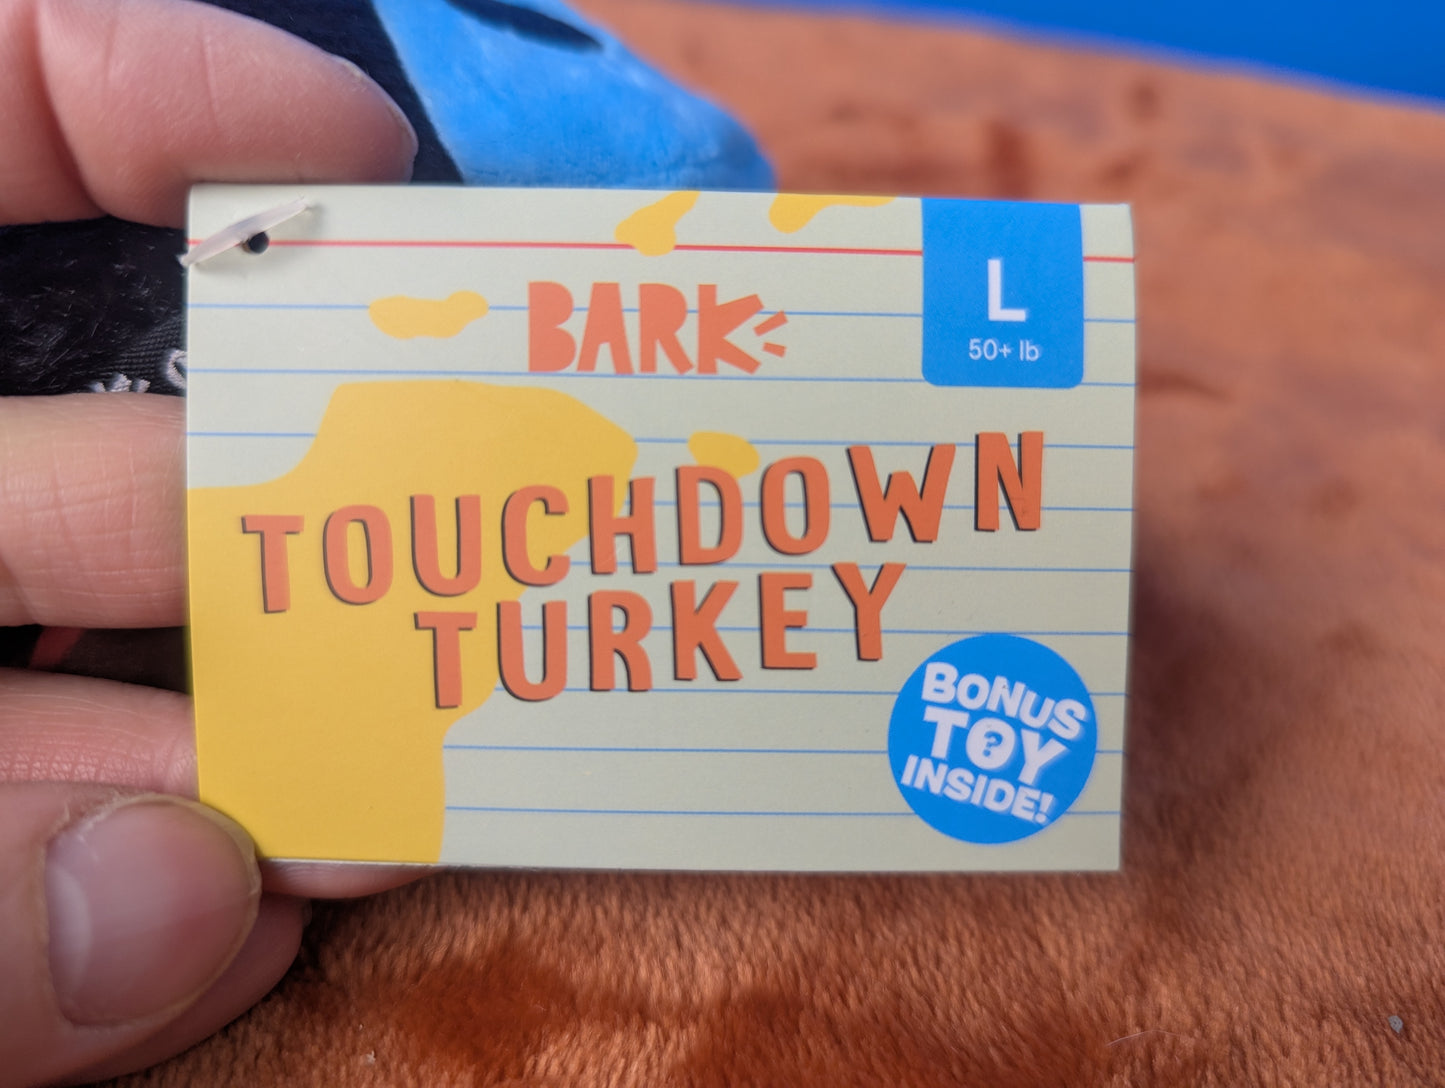 BARK
L
50+ lb
TOUCHDOWN
TURKEY
BONUS
TOY
?
INSIDE!